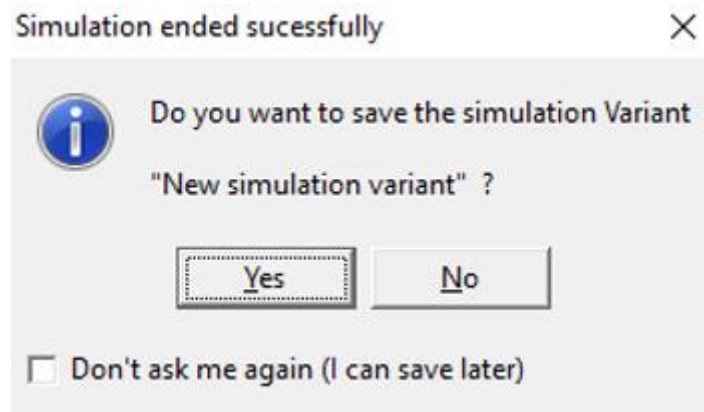 Simulation ended sucessfully
Do you want to save the simulation Variant
"New simulation variant" ?
Yes
No
Don't ask me again (I can save later)